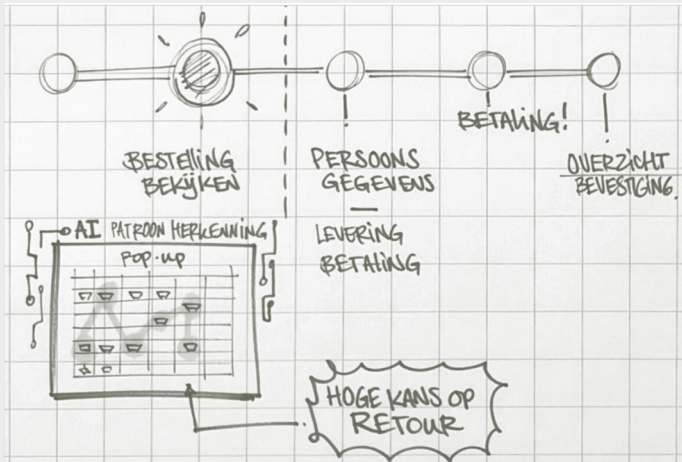 BESTELLING
BEKIJKEN
PERSOONS
GEGEVENS
—
LEVERING
BETALING
BETALING!
OVERZICHT
BEVESTIGING.
AI PATROON HERKENNING
POP-UP
HOGE KANS OP
RETOUR